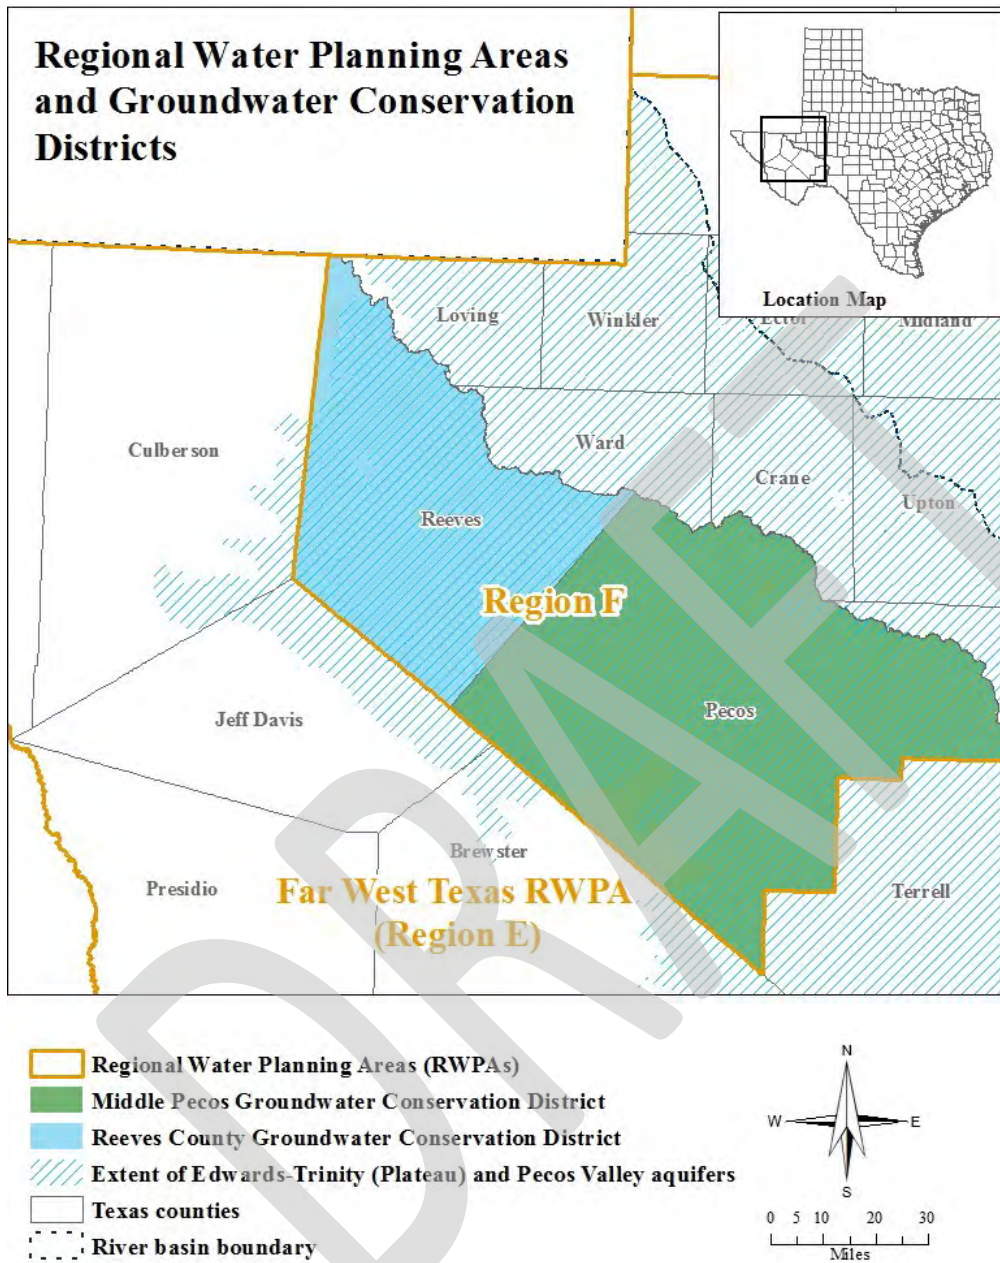 Regional Water Planning Areas
and Groundwater Conservation
Districts
Location Map
Loving
Winkler
Ector
Midland
Culberson
Ward
Crane
Upton
Reeves
Region F
Jeff Davis
Pecos
Brewster
Presidio
Far West Texas RWPA
(Region E)
Terrell
DRAFT
Regional Water Planning Areas (RWPAs)
Middle Pecos Groundwater Conservation District
Reeves County Groundwater Conservation District
Extent of Edwards-Trinity (Plateau) and Pecos Valley aquifers
Texas counties
River basin boundary
N
W
E
S
0 5 10 20 30
Miles